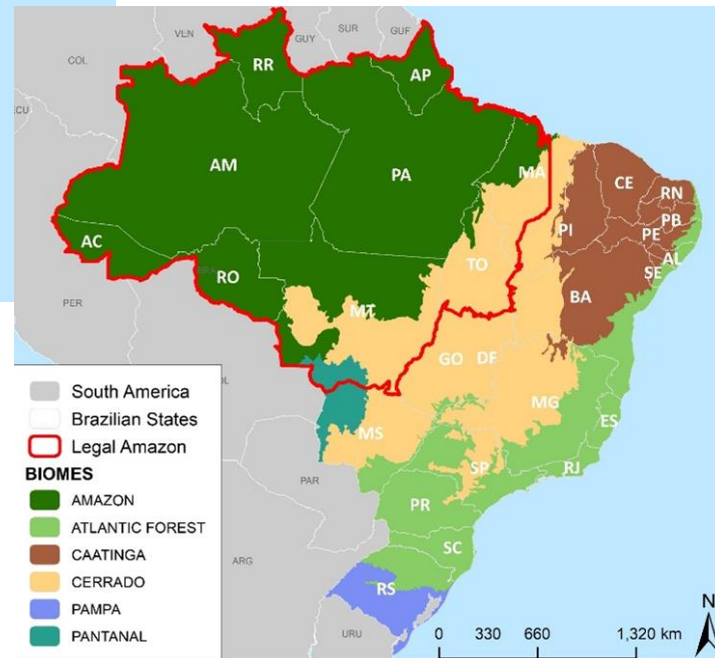 VEN
GUY
SUR
GUF
COL
RR
AP
ECU
AM
PA
MA
CE
RN
PB
PE
PI
AL
SE
AC
RO
TO
BA
PER
MT
GO
DF
MG
ES
MS
SP
RJ
PAR
PR
SC
ARG
RS
URU
South America
Brazilian States
Legal Amazon
BIOMES
AMAZON
ATLANTIC FOREST
CAATINGA
CERRADO
PAMPA
PANTANAL
N
0 330 660 1,320 km